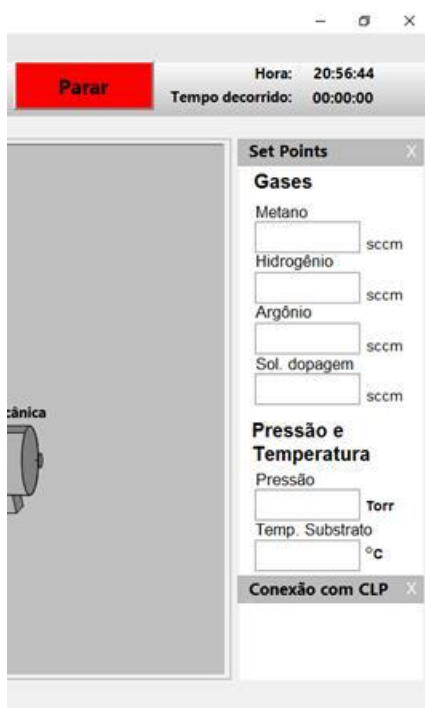 Parar
Hora: 20:56:44
Tempo decorrido: 00:00:00
Set Points X
Gases
Metano
sccm
Hidrogênio
sccm
Argônio
sccm
Sol. dopagem
sccm
cânica
Pressão e
Temperatura
Pressão
Torr
Temp. Substrato
°C
Conexão com CLP X